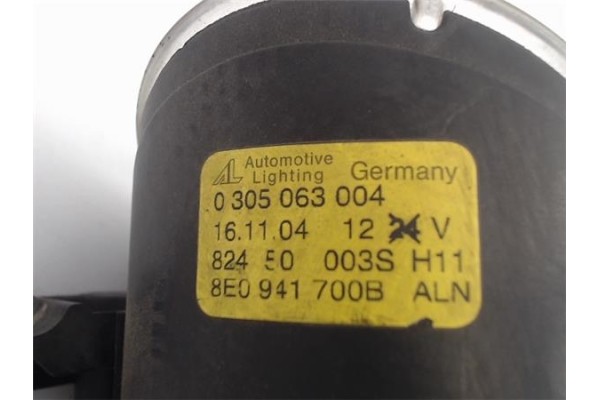 AL Automotive Lighting Germany
0 305 063 004
16.11.04 12 24 V
824 50 003S H11
8E0 941 700B ALN